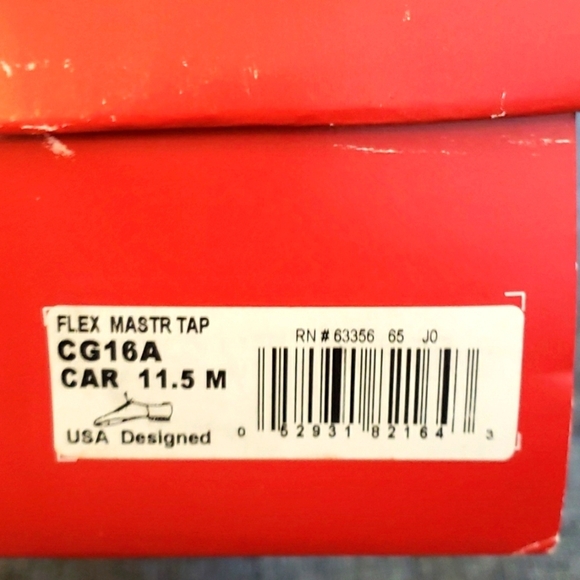 FLEX MASTR TAP
CG16A
CAR 11.5 M
USA Designed
RN # 63356 65 J0
0 52931 82164 3